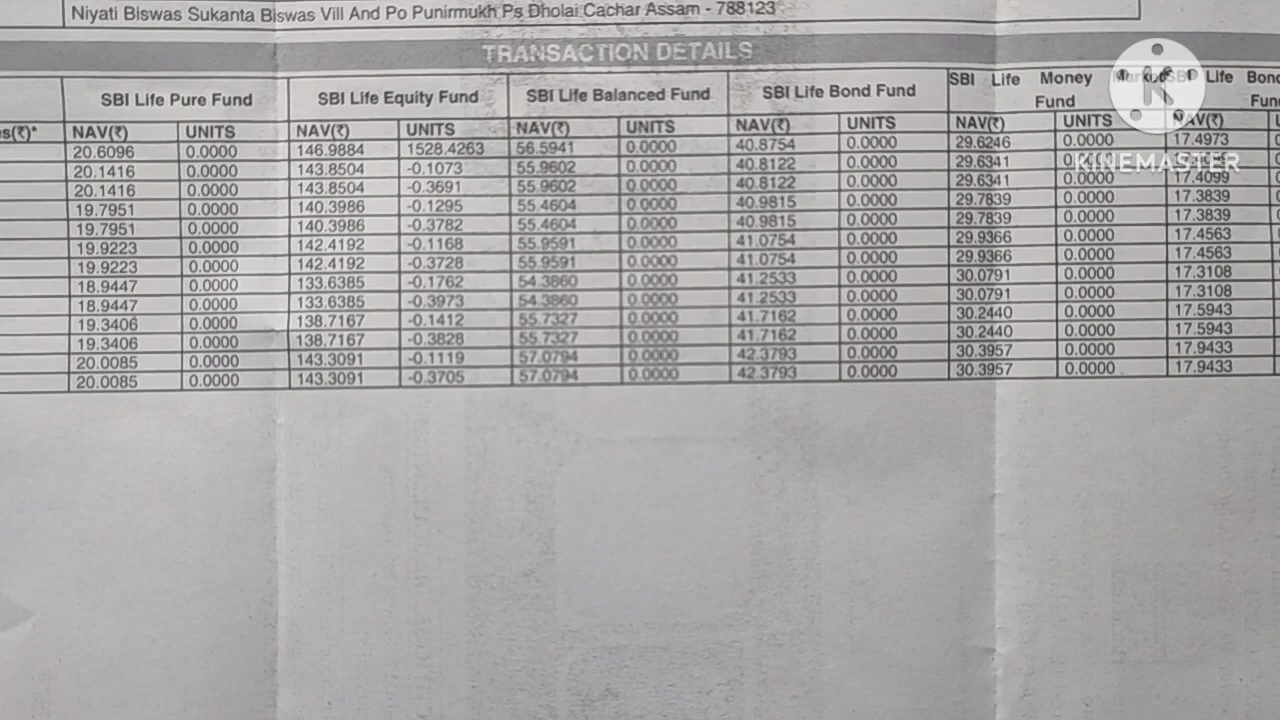 Niyati Biswas Sukanta Biswas Vill And Po Punirmukh Ps Dholai Cachar Assam - 788123
TRANSACTION DETAILS
SBI Life Pure Fund SBI Life Equity Fund SBI Life Balanced Fund SBI Life Bond Fund SBI Life Money Market SBI Life Bond
Fund
s(₹)* NAV(₹) UNITS NAV(₹) UNITS NAV(₹) UNITS NAV(₹) UNITS NAV(₹) UNITS NAV(₹)
20.6096 0.0000 146.9884 1528.4263 56.5941 0.0000 40.8754 0.0000 29.6246 0.0000 17.4973
20.1416 0.0000 143.8504 -0.1073 55.9602 0.0000 40.8122 0.0000 29.6341
20.1416 0.0000 143.8504 -0.3691 55.9602 0.0000 40.8122 0.0000 29.6341 0.0000 17.4099
19.7951 0.0000 140.3986 -0.1295 55.4604 0.0000 40.9815 0.0000 29.7839 0.0000 17.3839
19.7951 0.0000 140.3986 -0.3782 55.4604 0.0000 40.9815 0.0000 29.7839 0.0000 17.3839
19.9223 0.0000 142.4192 -0.1168 55.9591 0.0000 41.0754 0.0000 29.9366 0.0000 17.4563
19.9223 0.0000 142.4192 -0.3728 55.9591 0.0000 41.0754 0.0000 29.9366 0.0000 17.4563
18.9447 0.0000 133.6385 -0.1762 54.3860 0.0000 41.2533 0.0000 30.0791 0.0000 17.3108
18.9447 0.0000 133.6385 -0.3973 54.3860 0.0000 41.2533 0.0000 30.0791 0.0000 17.3108
19.3406 0.0000 138.7167 -0.1412 55.7327 0.0000 41.7162 0.0000 30.2440 0.0000 17.5943
19.3406 0.0000 138.7167 -0.3828 55.7327 0.0000 41.7162 0.0000 30.2440 0.0000 17.5943
20.0085 0.0000 143.3091 -0.1119 57.0794 0.0000 42.3793 0.0000 30.3957 0.0000 17.9433
20.0085 0.0000 143.3091 -0.3705 57.0794 0.0000 42.3793 0.0000 30.3957 0.0000 17.9433
K
KINEMASTER